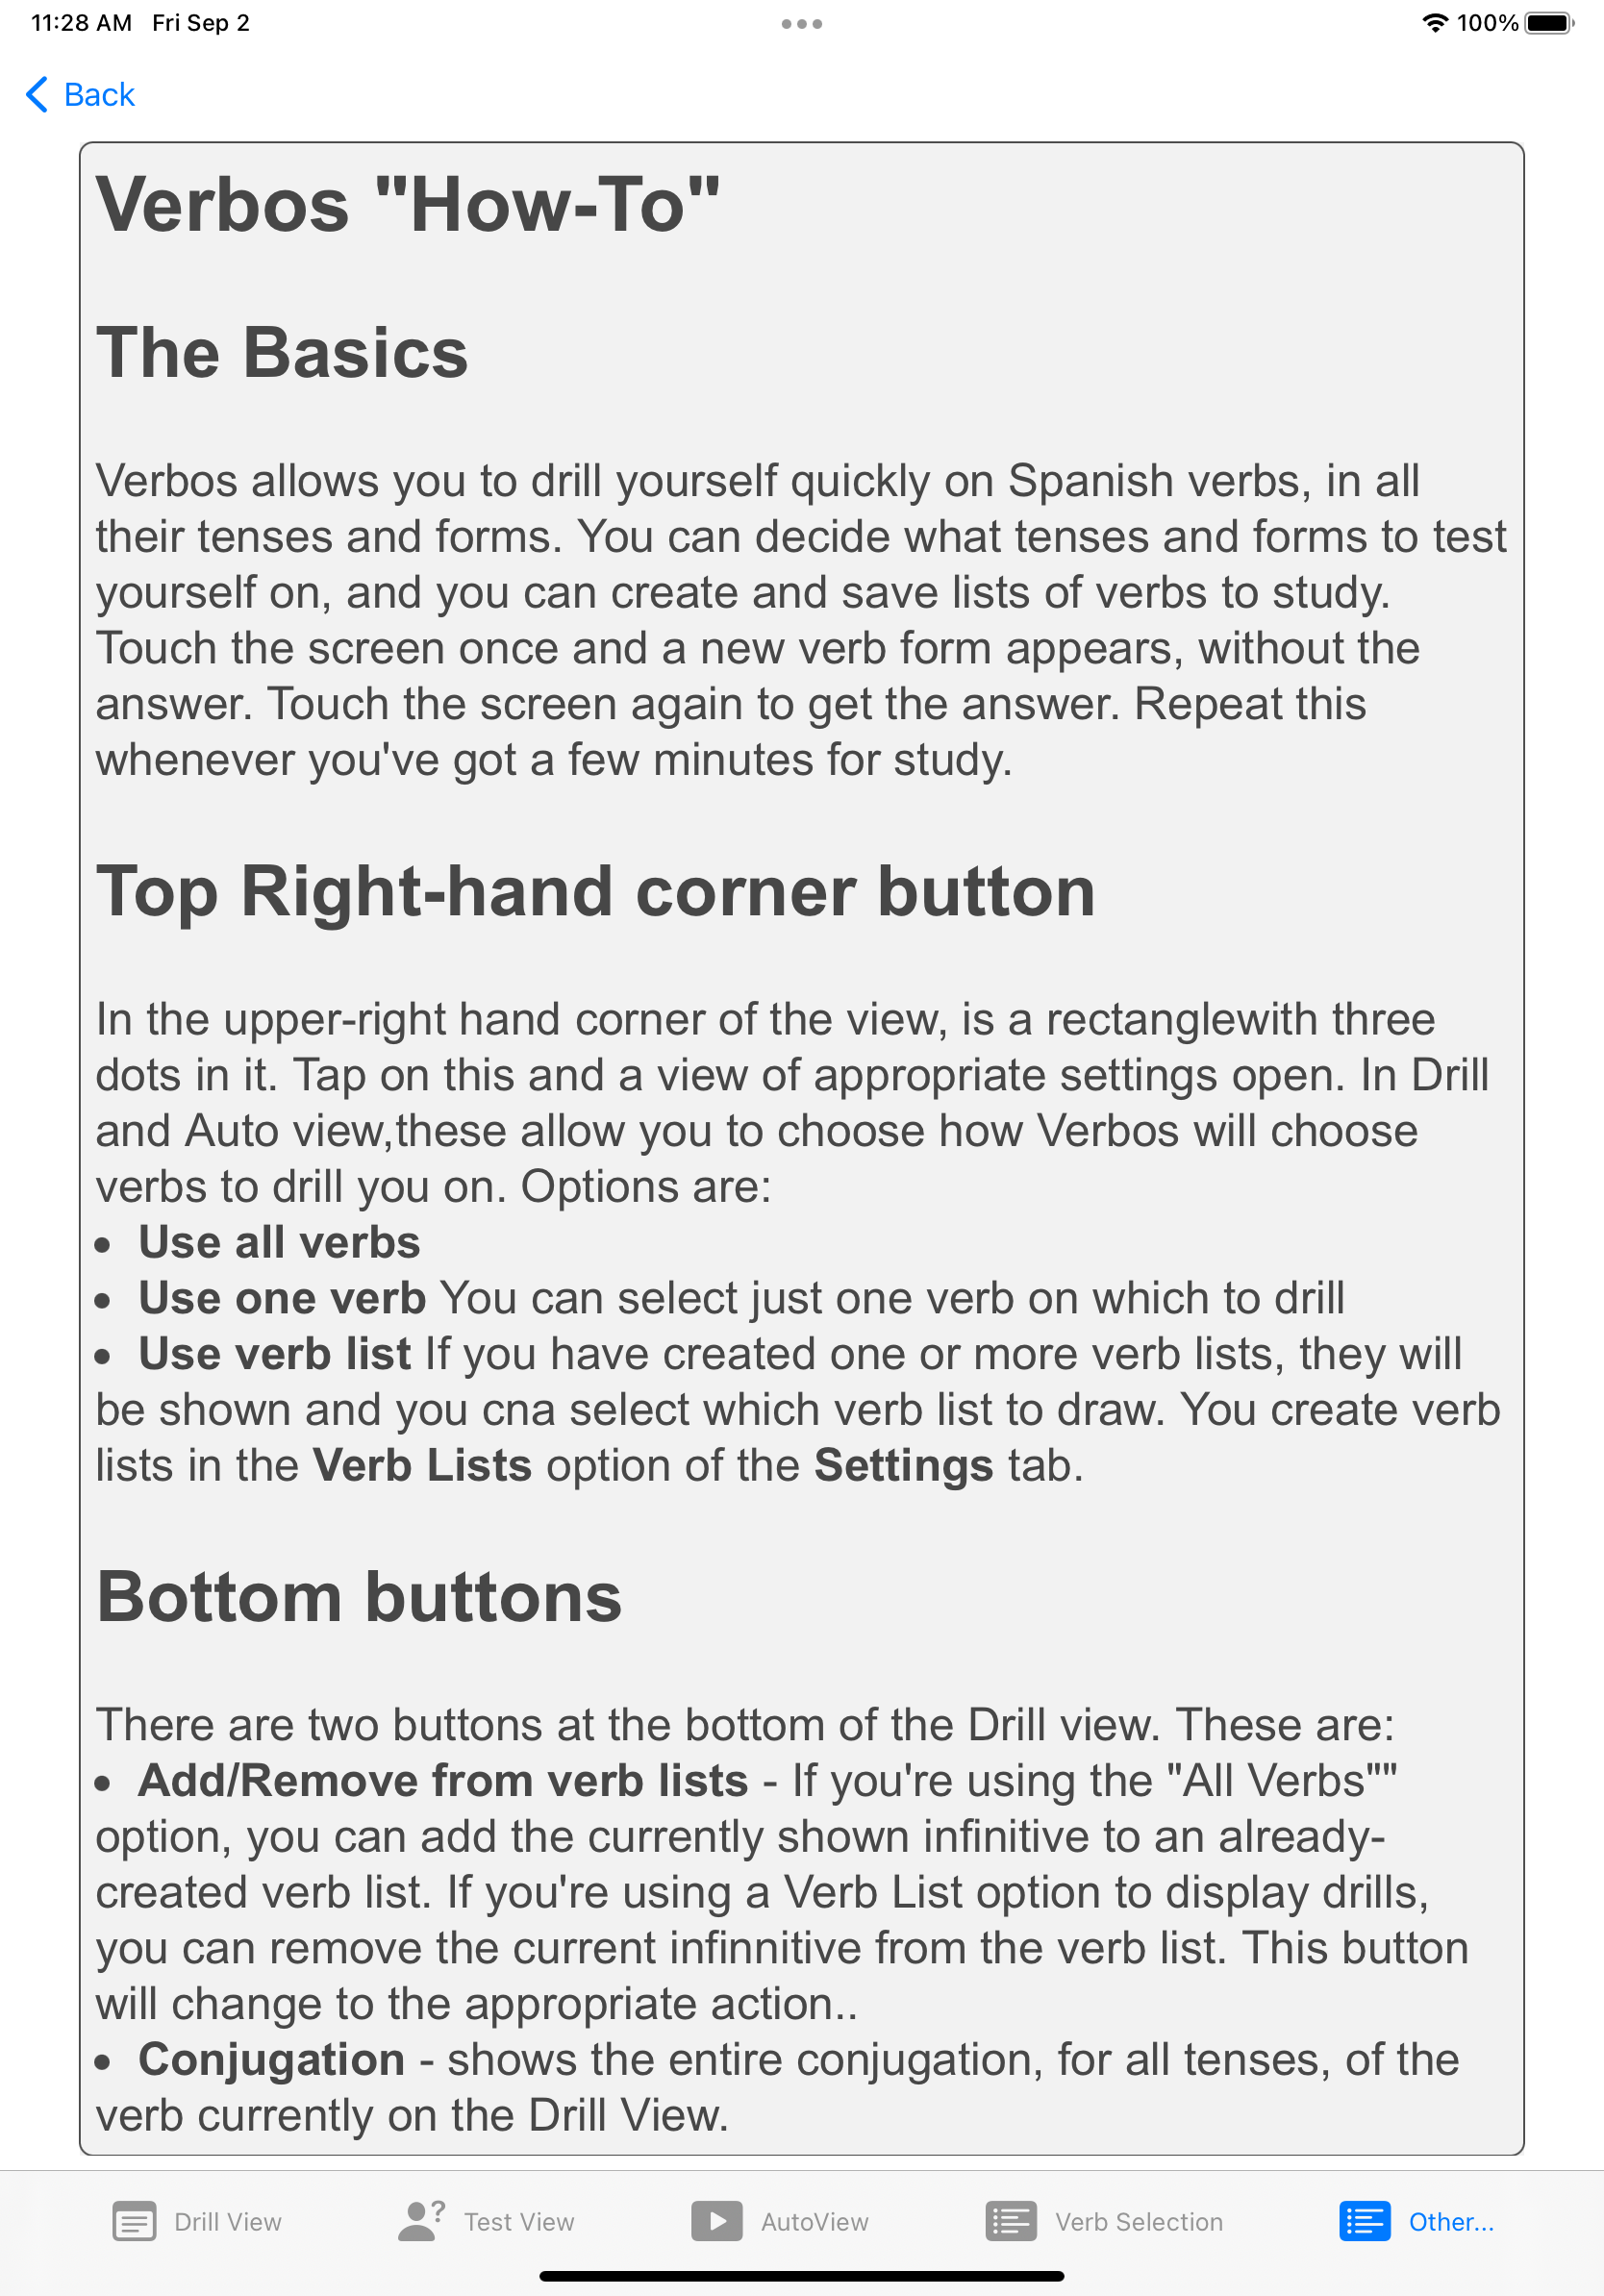 11:28 AM Fri Sep 2
100%
Back
Verbos "How-To"
The Basics
Verbos allows you to drill yourself quickly on Spanish verbs, in all
their tenses and forms. You can decide what tenses and forms to test
yourself on, and you can create and save lists of verbs to study.
Touch the screen once and a new verb form appears, without the
answer. Touch the screen again to get the answer. Repeat this
whenever you've got a few minutes for study.
Top Right-hand corner button
In the upper-right hand corner of the view, is a rectanglewith three
dots in it. Tap on this and a view of appropriate settings open. In Drill
and Auto view,these allow you to choose how Verbos will choose
verbs to drill you on. Options are:
• Use all verbs
• Use one verb You can select just one verb on which to drill
• Use verb list If you have created one or more verb lists, they will
be shown and you cna select which verb list to draw. You create verb
lists in the Verb Lists option of the Settings tab.
Bottom buttons
There are two buttons at the bottom of the Drill view. These are:
• Add/Remove from verb lists - If you're using the "All Verbs""
option, you can add the currently shown infinitive to an already-
created verb list. If you're using a Verb List option to display drills,
you can remove the current infinnitive from the verb list. This button
will change to the appropriate action..
• Conjugation - shows the entire conjugation, for all tenses, of the
verb currently on the Drill View.
Drill View
? Test View
AutoView
Verb Selection
Other...